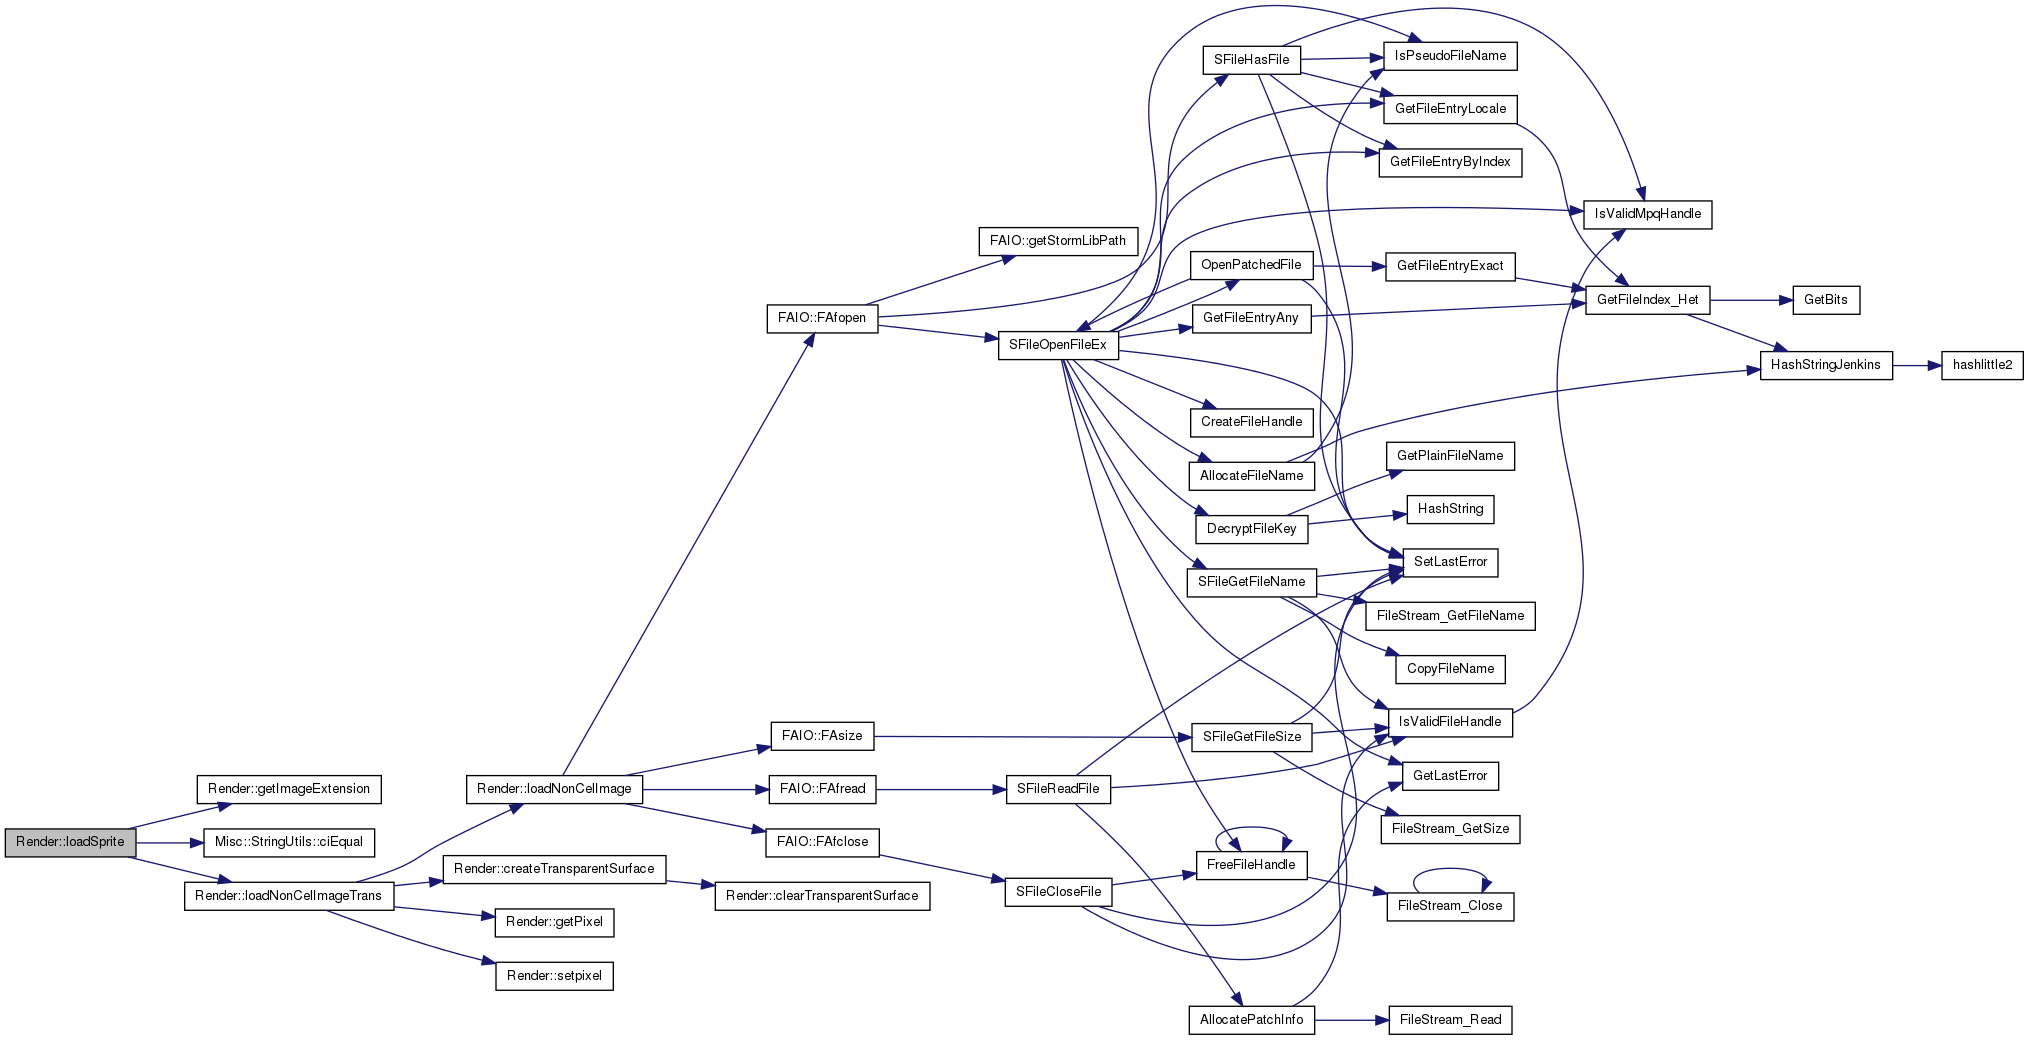 Render::loadSprite
Render::getImageExtension
Misc::StringUtils::ciEqual
Render::loadNonCelImageTrans
Render::loadNonCelImage
Render::createTransparentSurface
Render::getPixel
Render::setpixel
Render::clearTransparentSurface
FAIO::FAfopen
FAIO::FAsize
FAIO::FAfread
FAIO::FAfclose
FAIO::getStormLibPath
SFileOpenFileEx
SFileReadFile
SFileCloseFile
SFileHasFile
OpenPatchedFile
GetFileEntryAny
CreateFileHandle
AllocateFileName
DecryptFileKey
SFileGetFileName
SFileGetFileSize
FreeFileHandle
AllocatePatchInfo
IsPseudoFileName
GetFileEntryLocale
GetFileEntryByIndex
GetFileEntryExact
GetPlainFileName
HashString
SetLastError
FileStream_GetFileName
CopyFileName
IsValidFileHandle
GetLastError
FileStream_GetSize
FileStream_Close
FileStream_Read
IsValidMpqHandle
GetFileIndex_Het
GetBits
HashStringJenkins
hashlittle2